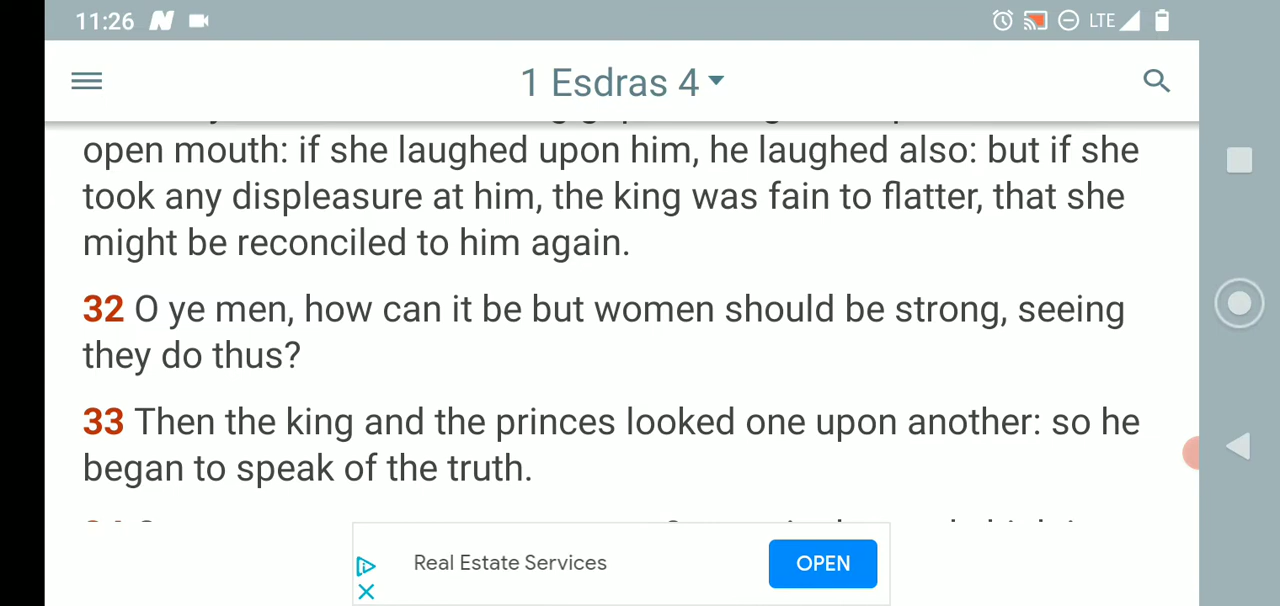 11:26 LTE
1 Esdras 4
open mouth: if she laughed upon him, he laughed also: but if she
took any displeasure at him, the king was fain to flatter, that she
might be reconciled to him again.
32 O ye men, how can it be but women should be strong, seeing
they do thus?
33 Then the king and the princes looked one upon another: so he
began to speak of the truth.
Real Estate Services OPEN